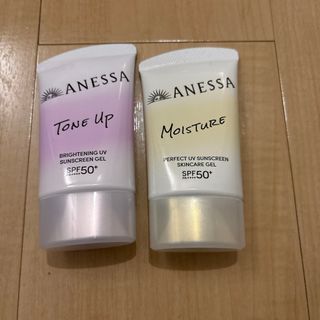 ANESSA
TONE UP
BRIGHTENING UV
SUNSCREEN GEL
SPF50+
ANESSA
MOISTURE
PERFECT UV SUNSCREEN
SKINCARE GEL
SPF50+